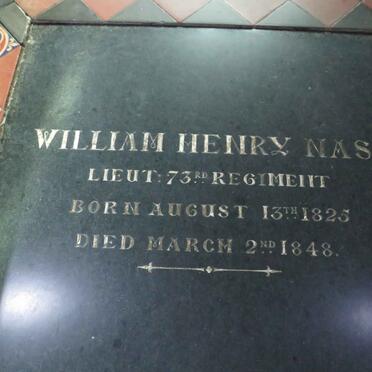 WILLIAM HENRY NAS
LIEUT: 73RD REGIMENT
BORN AUGUST 13TH 1825
DIED MARCH 2ND 1848.